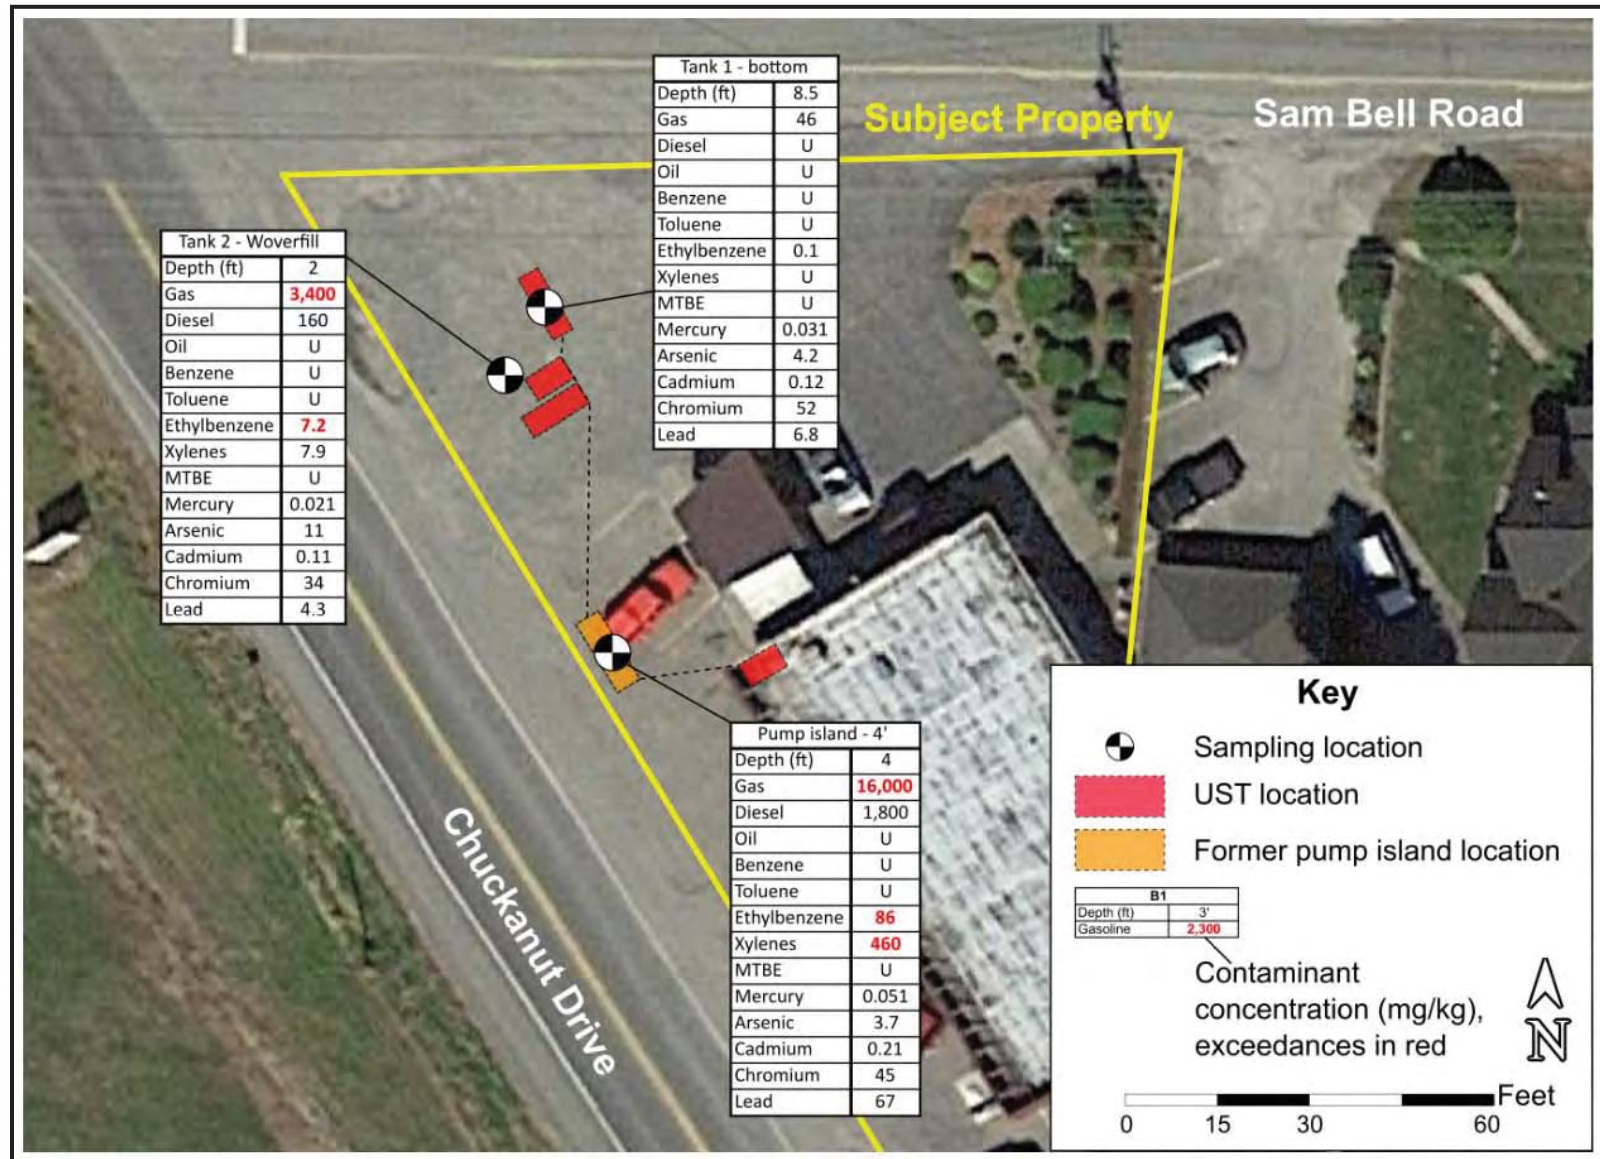 Tank 1 - bottom
Depth (ft) 8.5
Gas 46
Diesel U
Oil U
Benzene U
Toluene U
Ethylbenzene 0.1
Xylenes U
MTBE U
Mercury 0.031
Arsenic 4.2
Cadmium 0.12
Chromium 52
Lead 6.8
Subject Property
Sam Bell Road
Tank 2 - Woverfill
Depth (ft) 2
Gas 3,400
Diesel 160
Oil U
Benzene U
Toluene U
Ethylbenzene 7.2
Xylenes 7.9
MTBE U
Mercury 0.021
Arsenic 11
Cadmium 0.11
Chromium 34
Lead 4.3
Pump island - 4'
Depth (ft) 4
Gas 16,000
Diesel 1,800
Oil U
Benzene U
Toluene U
Ethylbenzene 86
Xylenes 460
MTBE U
Mercury 0.051
Arsenic 3.7
Cadmium 0.21
Chromium 45
Lead 67
Chuckanut Drive
Key
Sampling location
UST location
Former pump island location
B1
Depth (ft) 3'
Gasoline 2,300
Contaminant
concentration (mg/kg),
exceedances in red
N
Feet
0 15 30 60